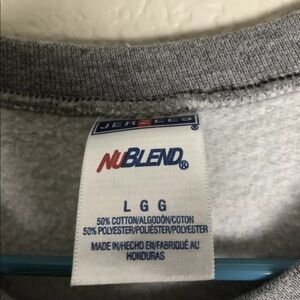 JERZEES®
NUBLEND®
L G G
50% COTTON/ALGODÓN/COTON
50% POLYESTER/POLIÉSTER/POLYESTER
MADE IN/HECHO EN/FABRIQUÉ AU
HONDURAS